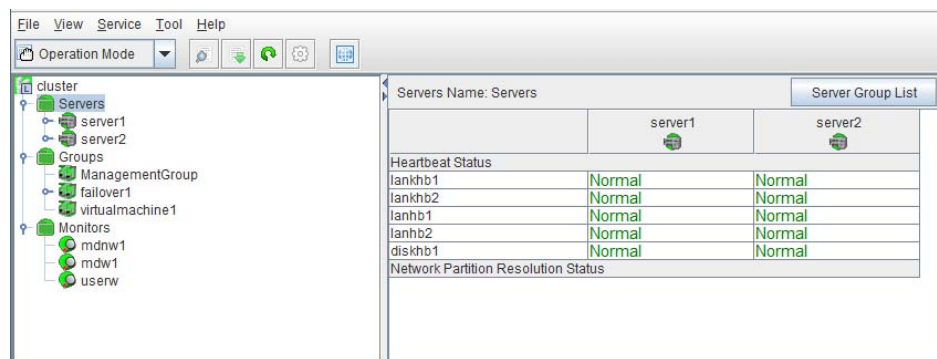 File View Service Tool Help
Operation Mode
cluster
Servers
server1
server2
Groups
ManagementGroup
failover1
virtualmachine1
Monitors
mdnw1
mdw1
userw
Servers Name: Servers Server Group List
server1 server2
Heartbeat Status
lankhb1 Normal Normal
lankhb2 Normal Normal
lanhb1 Normal Normal
lanhb2 Normal Normal
diskhb1 Normal Normal
Network Partition Resolution Status